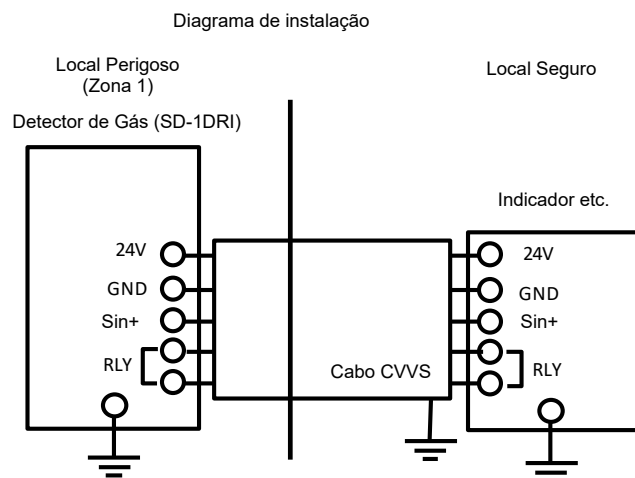 Diagrama de instalação
Local Perigoso
(Zona 1)
Local Seguro
Detector de Gás (SD-1DRI)
Indicador etc.
24V
GND
Sin+
RLY
Cabo CVVS
24V
GND
Sin+
RLY